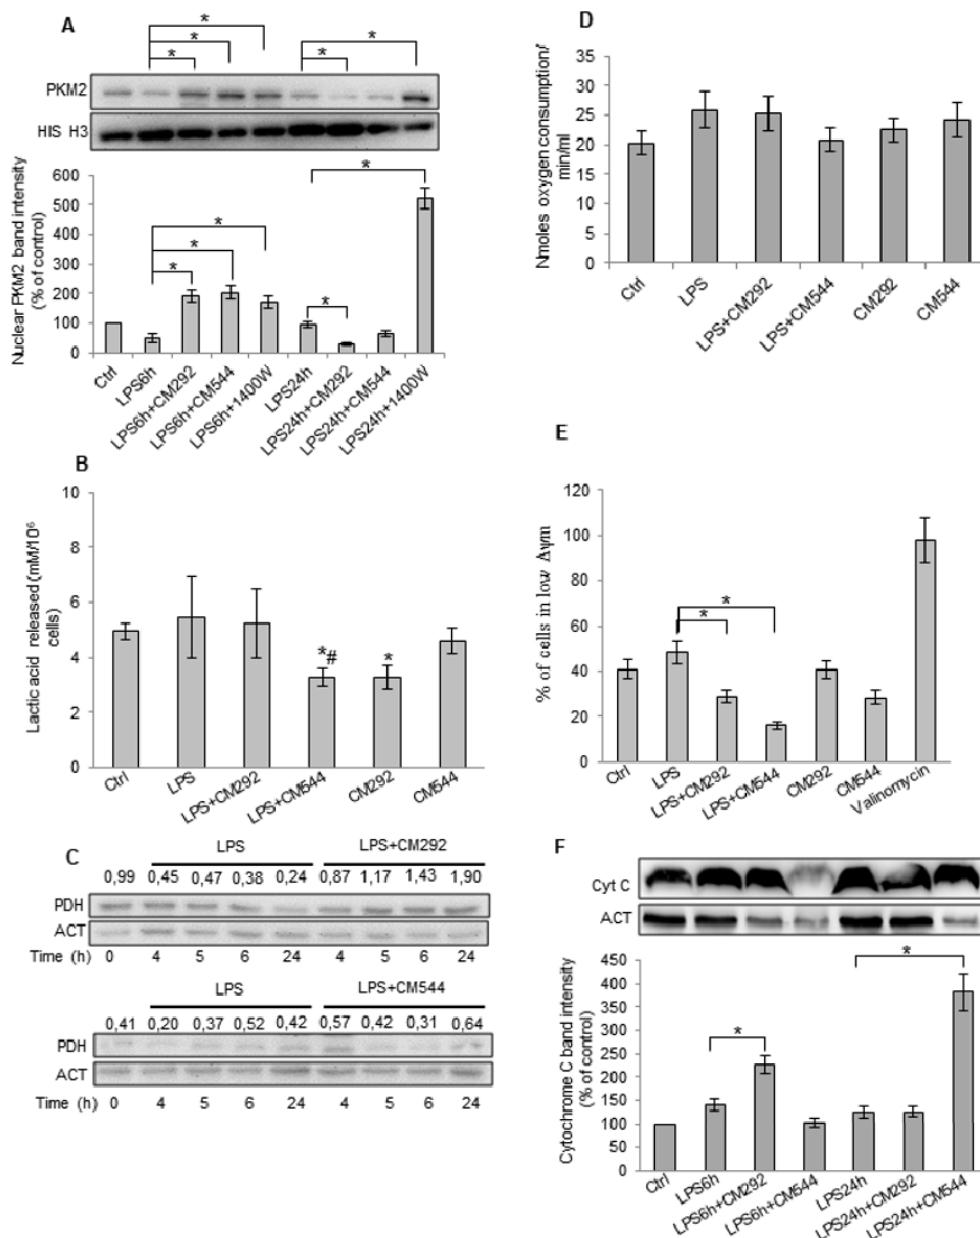 A
*
*
*
*
*
PKM2
HIS H3
Nuclear PKM2 band intensity
(% of control)
600
500
400
300
200
100
0
*
*
*
*
*
Ctrl
LPS6h
LPS6h+CM292
LPS6h+CM544
LPS6h+1400W
LPS24h
LPS24h+CM292
LPS24h+CM544
LPS24h+1400W
B
Lactic acid released (mM/10⁶
cells)
10
8
6
4
2
0
*#
*
Ctrl
LPS
LPS+CM292
LPS+CM544
CM292
CM544
C
LPS LPS+CM292
0,99 0,45 0,47 0,38 0,24 0,87 1,17 1,43 1,90
PDH
ACT
Time (h) 0 4 5 6 24 4 5 6 24
LPS LPS+CM544
0,41 0,20 0,37 0,52 0,42 0,57 0,42 0,31 0,64
PDH
ACT
Time (h) 0 4 5 6 24 4 5 6 24
D
Nmoles oxygen consumption/
min/ml
35
30
25
20
15
10
5
0
Ctrl
LPS
LPS+CM292
LPS+CM544
CM292
CM544
E
% of cells in low Δψm
120
100
80
60
40
20
0
*
*
Ctrl
LPS
LPS+CM292
LPS+CM544
CM292
CM544
Valinomycin
F
Cyt C
ACT
Cytochrome C band intensity
(% of control)
450
400
350
300
250
200
150
100
50
0
*
*
Ctrl
LPS6h
LPS6h+CM292
LPS6h+CM544
LPS24h
LPS24h+CM292
LPS24h+CM544